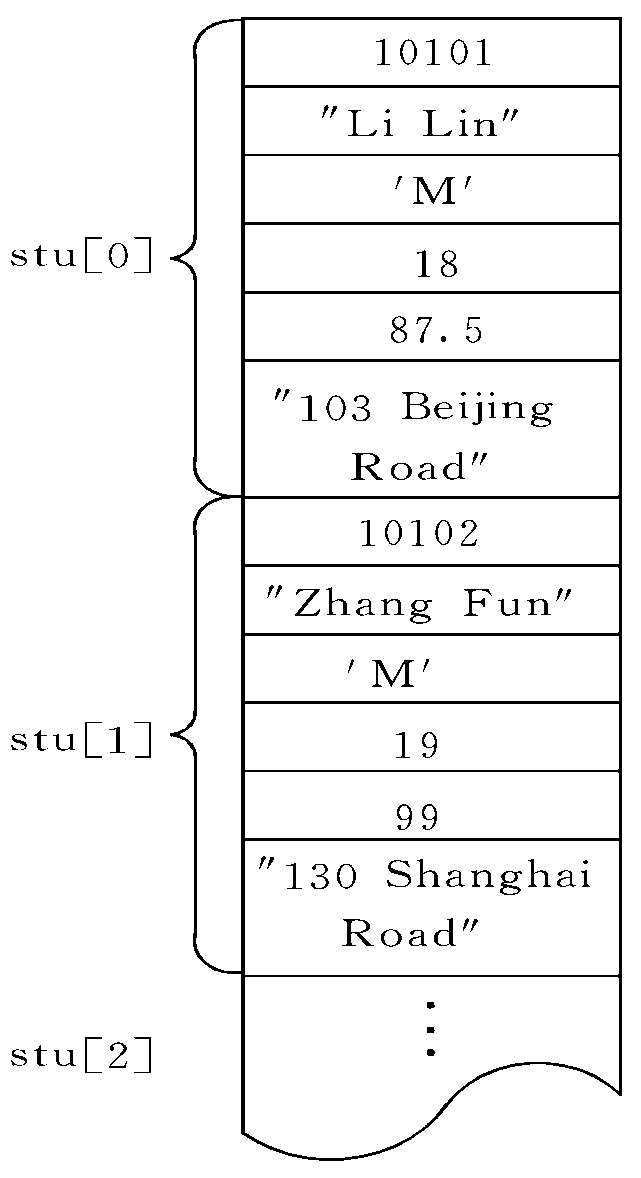 10101
"Li Lin"
'M'
stu[0]
18
87.5
"103 Beijing
Road"
10102
"Zhang Fun"
'M'
stu[1]
19
99
"130 Shanghai
Road"
⋮
stu[2]